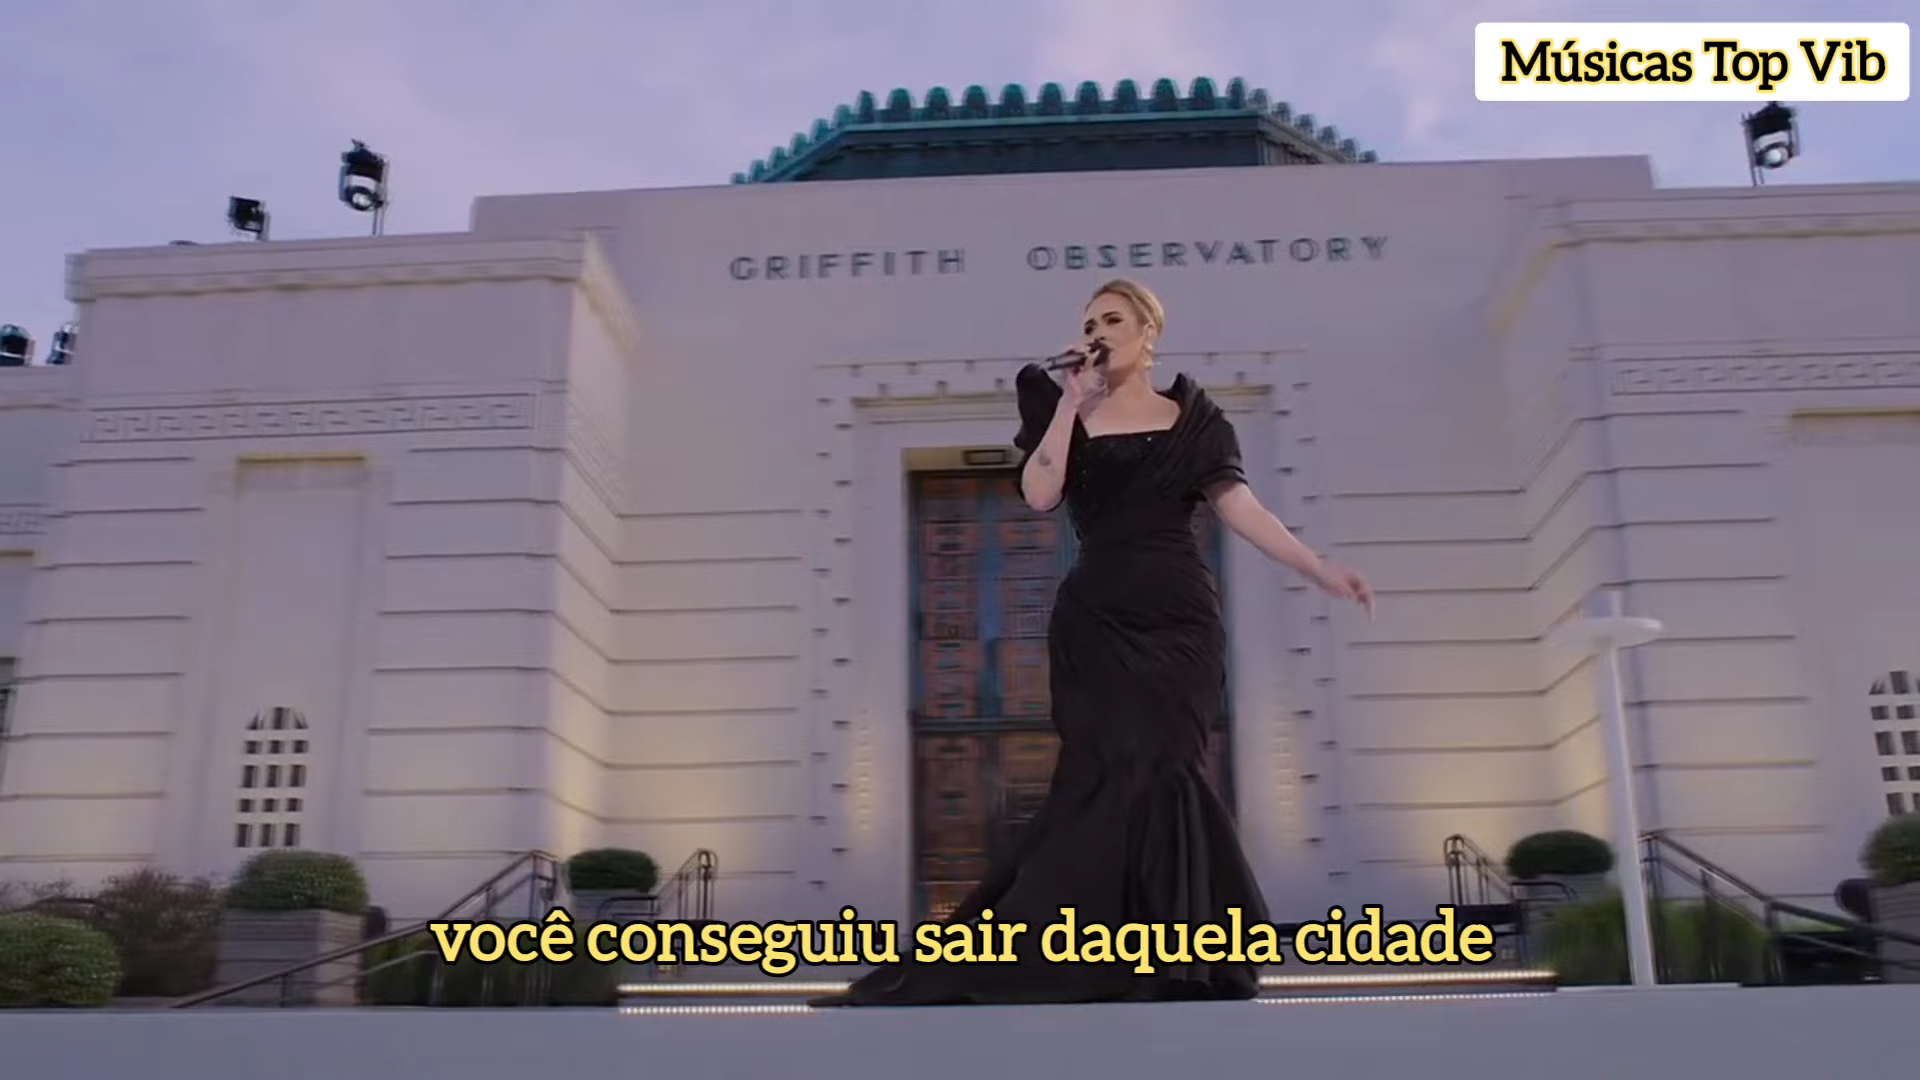 Músicas Top Vib
GRIFFITH OBSERVATORY
você conseguiu sair daquela cidade